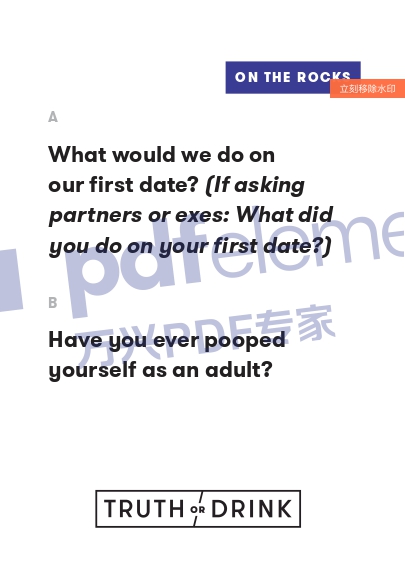 ON THE ROCKS
立刻移除水印
A
What would we do on
our first date? (If asking
partners or exes: What did
you do on your first date?)
pdfeleme
B
万兴PDF专家
Have you ever pooped
yourself as an adult?
TRUTH OR DRINK